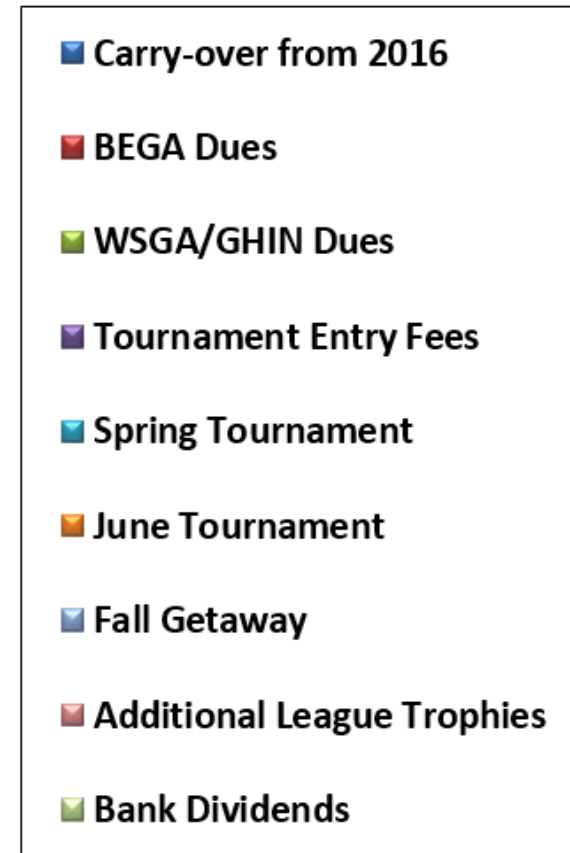 Carry-over from 2016
BEGA Dues
WSGA/GHIN Dues
Tournament Entry Fees
Spring Tournament
June Tournament
Fall Getaway
Additional League Trophies
Bank Dividends